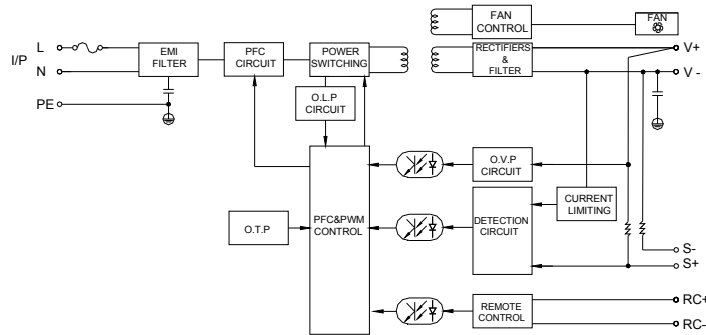 FAN
CONTROL
FAN
I/P
L
N
PE
EMI
FILTER
PFC
CIRCUIT
POWER
SWITCHING
RECTIFIERS
&
FILTER
V+
V -
O.L.P
CIRCUIT
O.V.P
CIRCUIT
PFC&PWM
CONTROL
O.T.P
DETECTION
CIRCUIT
CURRENT
LIMITING
S-
S+
REMOTE
CONTROL
RC+
RC-